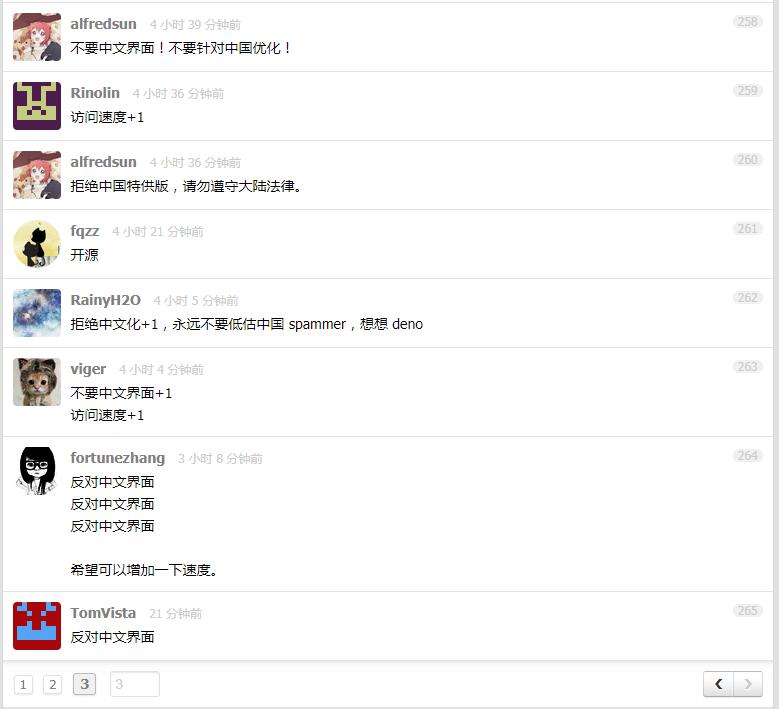 alfredsun 4 小时 39 分钟前 258
不要中文界面！不要针对中国优化！
Rinolin 4 小时 36 分钟前 259
访问速度+1
alfredsun 4 小时 36 分钟前 260
拒绝中国特供版，请勿遵守大陆法律。
fqzz 4 小时 21 分钟前 261
开源
RainyH2O 4 小时 5 分钟前 262
拒绝中文化+1，永远不要低估中国 spammer，想想 deno
viger 4 小时 4 分钟前 263
不要中文界面+1
访问速度+1
fortunezhang 3 小时 8 分钟前 264
反对中文界面
反对中文界面
反对中文界面
希望可以增加一下速度。
TomVista 21 分钟前 265
反对中文界面
1 2 3 3 ‹ ›